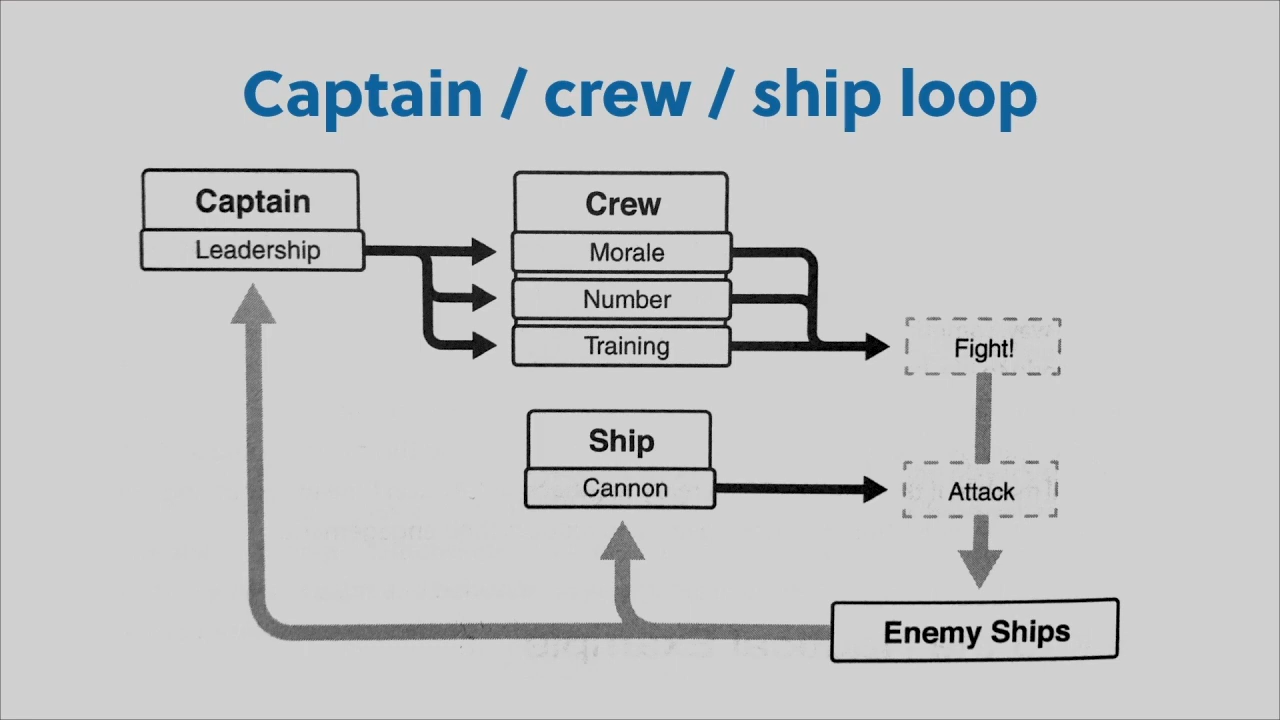 Captain / crew / ship loop
Captain
Leadership
Crew
Morale
Number
Training
Fight!
Ship
Cannon
Attack
Enemy Ships